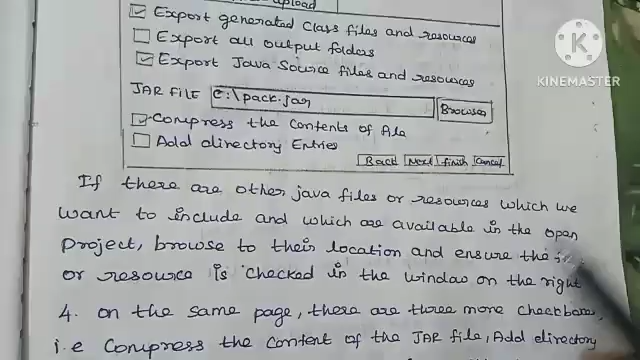 upload
Export generated class files and resources
Export all output folders
Export Java Source files and resources
JAR FILE c:\pack.jar Browser
Compress the contents of file
Add directory Entries
Back Next finish Cancel
If there are other java files or resources which we
want to include and which are available in the open
project, browse to their location and ensure the
or resource is checked in the window on the right
4. on the same page, there are three more checkboxes
i.e Compress the content of the JAR file, Add directory
KINEMASTER